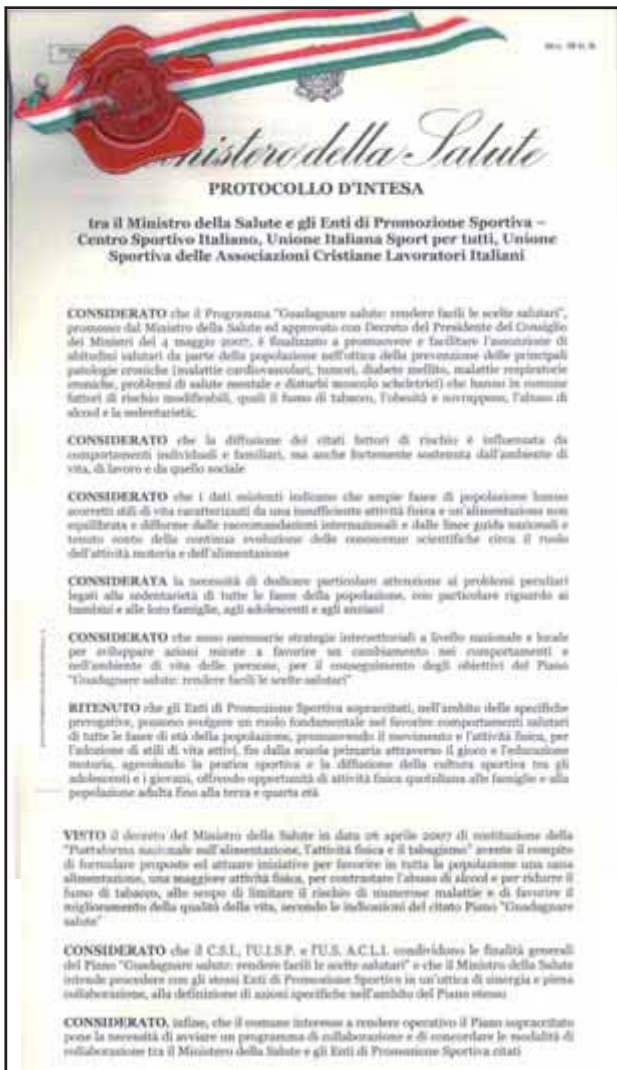 Ministero della Salute
PROTOCOLLO D'INTESA
tra il Ministro della Salute e gli Enti di Promozione Sportiva –
Centro Sportivo Italiano, Unione Italiana Sport per tutti, Unione
Sportiva delle Associazioni Cristiane Lavoratori Italiani
CONSIDERATO che il Programma "Guadagnare salute: rendere facili le scelte salutari",
promosso dal Ministro della Salute ed approvato con Decreto del Presidente del Consiglio
dei Ministri del 4 maggio 2007, è finalizzato a promuovere e facilitare l'assunzione di
abitudini salutari da parte della popolazione nell'ottica della prevenzione delle principali
patologie croniche (malattie cardiovascolari, tumori, diabete mellito, malattie respiratorie
croniche, problemi di salute mentale e disturbi muscolo scheletrici) che hanno in comune
fattori di rischio modificabili, quali il fumo di tabacco, l'obesità e sovrappeso, l'abuso di
alcool e la sedentarietà;
CONSIDERATO che la diffusione dei citati fattori di rischio è influenzata da
comportamenti individuali e familiari, ma anche fortemente sostenuta dall'ambiente di
vita, di lavoro e da quello sociale
CONSIDERATO che i dati esistenti indicano che ampie fasce di popolazione hanno
scorretti stili di vita caratterizzati da una insufficiente attività fisica e un'alimentazione non
equilibrata e difforme dalle raccomandazioni internazionali e dalle linee guida nazionali e
tenuto conto della continua evoluzione delle conoscenze scientifiche circa il ruolo
dell'attività motoria e dell'alimentazione
CONSIDERATA la necessità di dedicare particolare attenzione ai problemi peculiari
legati alla sedentarietà di tutte le fasce della popolazione, con particolare riguardo ai
bambini e alle loro famiglie, agli adolescenti e agli anziani
CONSIDERATO che sono necessarie strategie intersettoriali a livello nazionale e locale
per sviluppare azioni mirate a favorire un cambiamento nei comportamenti e
nell'ambiente di vita delle persone, per il conseguimento degli obiettivi del Piano
"Guadagnare salute: rendere facili le scelte salutari"
RITENUTO che gli Enti di Promozione Sportiva sopraccitati, nell'ambito delle specifiche
prerogative, possono svolgere un ruolo fondamentale nel favorire comportamenti salutari
di tutte le fasce di età della popolazione, promuovendo il movimento e l'attività fisica, per
l'adozione di stili di vita attivi, fin dalla scuola primaria attraverso il gioco e l'educazione
motoria, agevolando la pratica sportiva e la diffusione della cultura sportiva tra gli
adolescenti e i giovani, offrendo opportunità di attività fisica quotidiana alle famiglie e alla
popolazione adulta fino alla terza e quarta età
VISTO il decreto del Ministro della Salute in data 26 aprile 2007 di costituzione della
"Piattaforma nazionale sull'alimentazione, l'attività fisica e il tabagismo" avente il compito
di formulare proposte ed attuare iniziative per favorire in tutta la popolazione una sana
alimentazione, una maggiore attività fisica, per contrastare l'abuso di alcool e per ridurre il
fumo di tabacco, allo scopo di limitare il rischio di numerose malattie e di favorire il
miglioramento della qualità della vita, secondo le indicazioni del citato Piano "Guadagnare
salute"
CONSIDERATO che il C.S.I., l'U.I.S.P. e l'U.S. A.C.L.I. condividono le finalità generali
del Piano "Guadagnare salute: rendere facili le scelte salutari" e che il Ministro della Salute
intende procedere con gli stessi Enti di Promozione Sportiva in un'ottica di sinergia e piena
collaborazione, alla definizione di azioni specifiche nell'ambito del Piano stesso
CONSIDERATO, infine, che il comune interesse a rendere operativo il Piano sopraccitato
pone la necessità di avviare un programma di collaborazione e di concordare le modalità di
collaborazione tra il Ministero della Salute e gli Enti di Promozione Sportiva citati